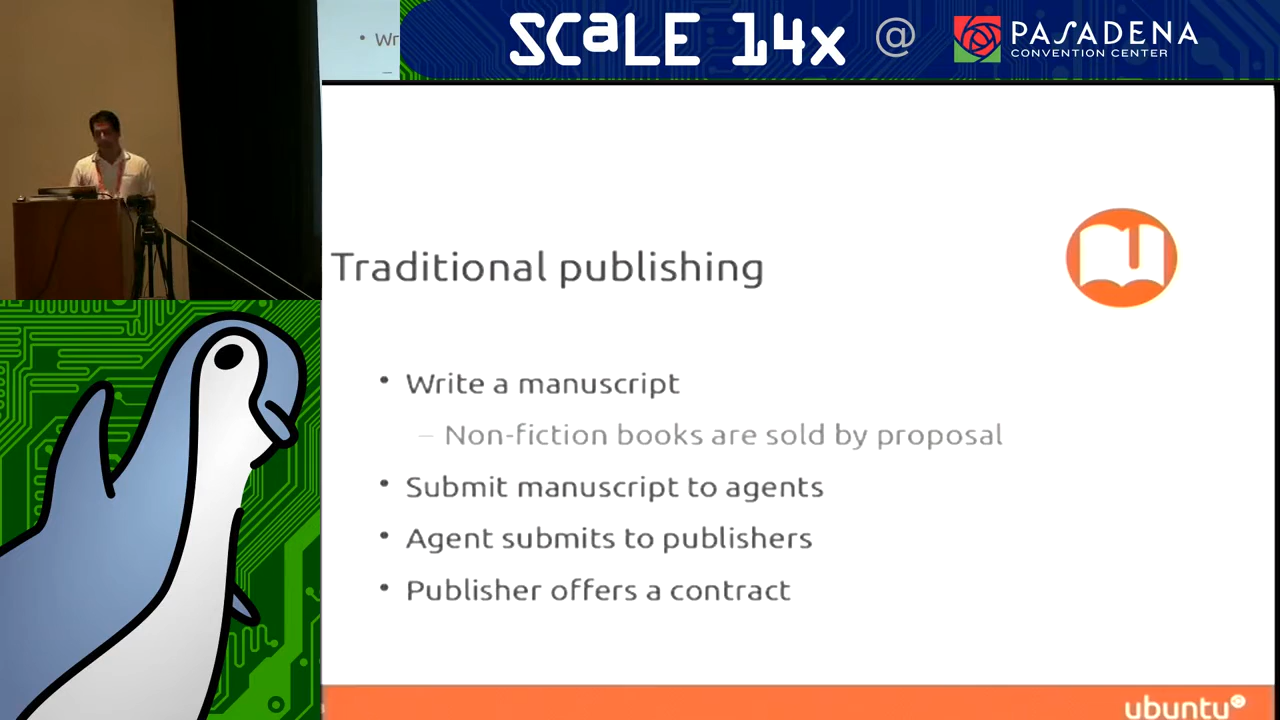 • Wr
–
SCaLE 14x @ PASADENA
CONVENTION CENTER
Traditional publishing
• Write a manuscript
– Non-fiction books are sold by proposal
• Submit manuscript to agents
• Agent submits to publishers
• Publisher offers a contract
ubuntu